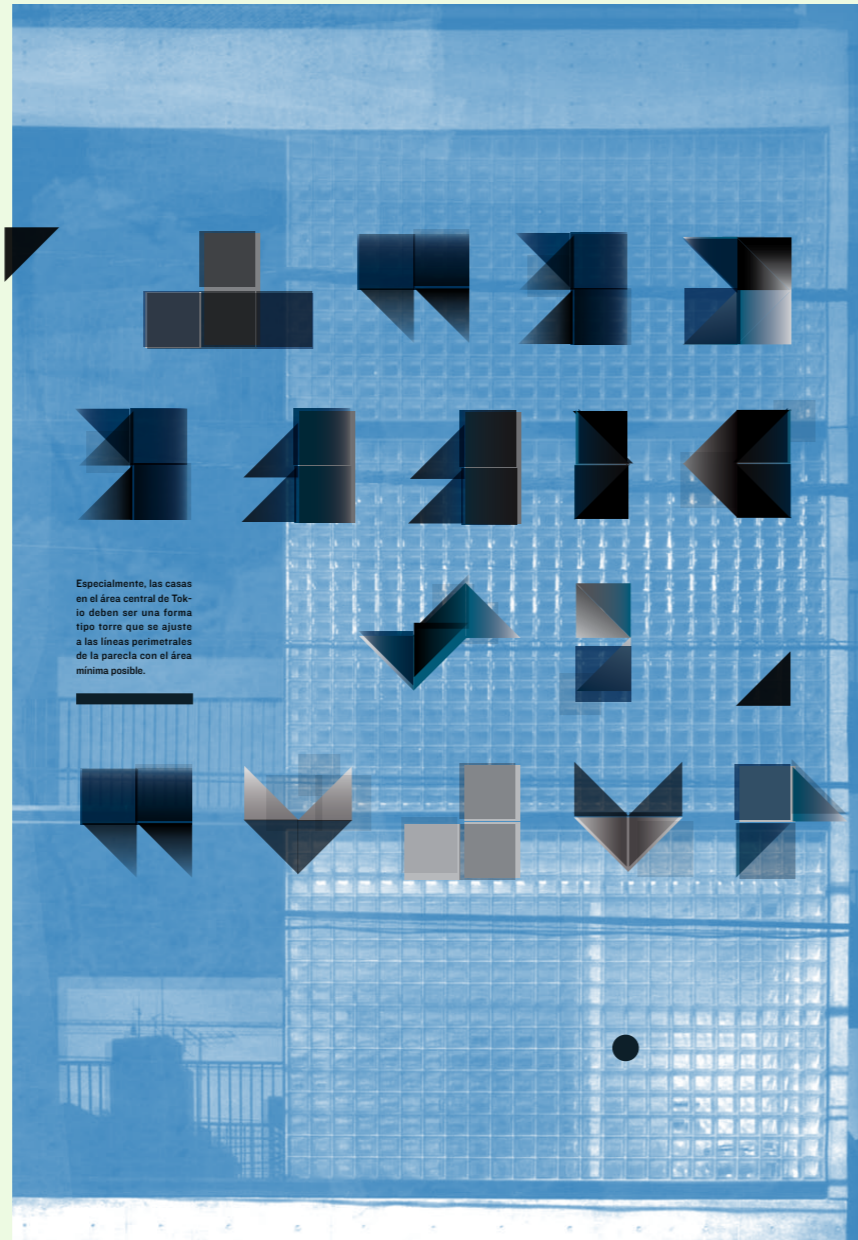 Especialmente, las casas
en el área central de Tok-
io deben ser una forma
tipo torre que se ajuste
a las líneas perimetrales
de la parecla con el área
mínima posible.